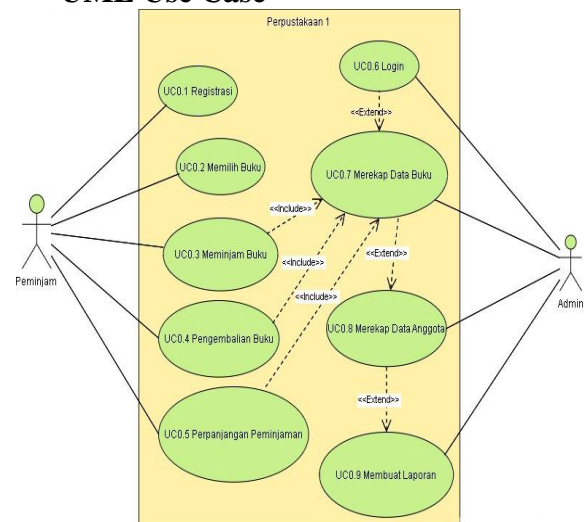 UML Use Case
Perpustakaan 1
UC0.6 Login
UC0.1 Registrasi
<<Extend>>
UC0.2 Memilih Buku
UC0.7 Merekap Data Buku
<<Include>>
UC0.3 Meminjam Buku
<<Include>>
<<Extend>>
Peminjam
<<Include>>
Admin
UC0.4 Pengembalian Buku
UC0.8 Merekap Data Anggota
<<Extend>>
UC0.5 Perpanjangan Peminjaman
UC0.9 Membuat Laporan